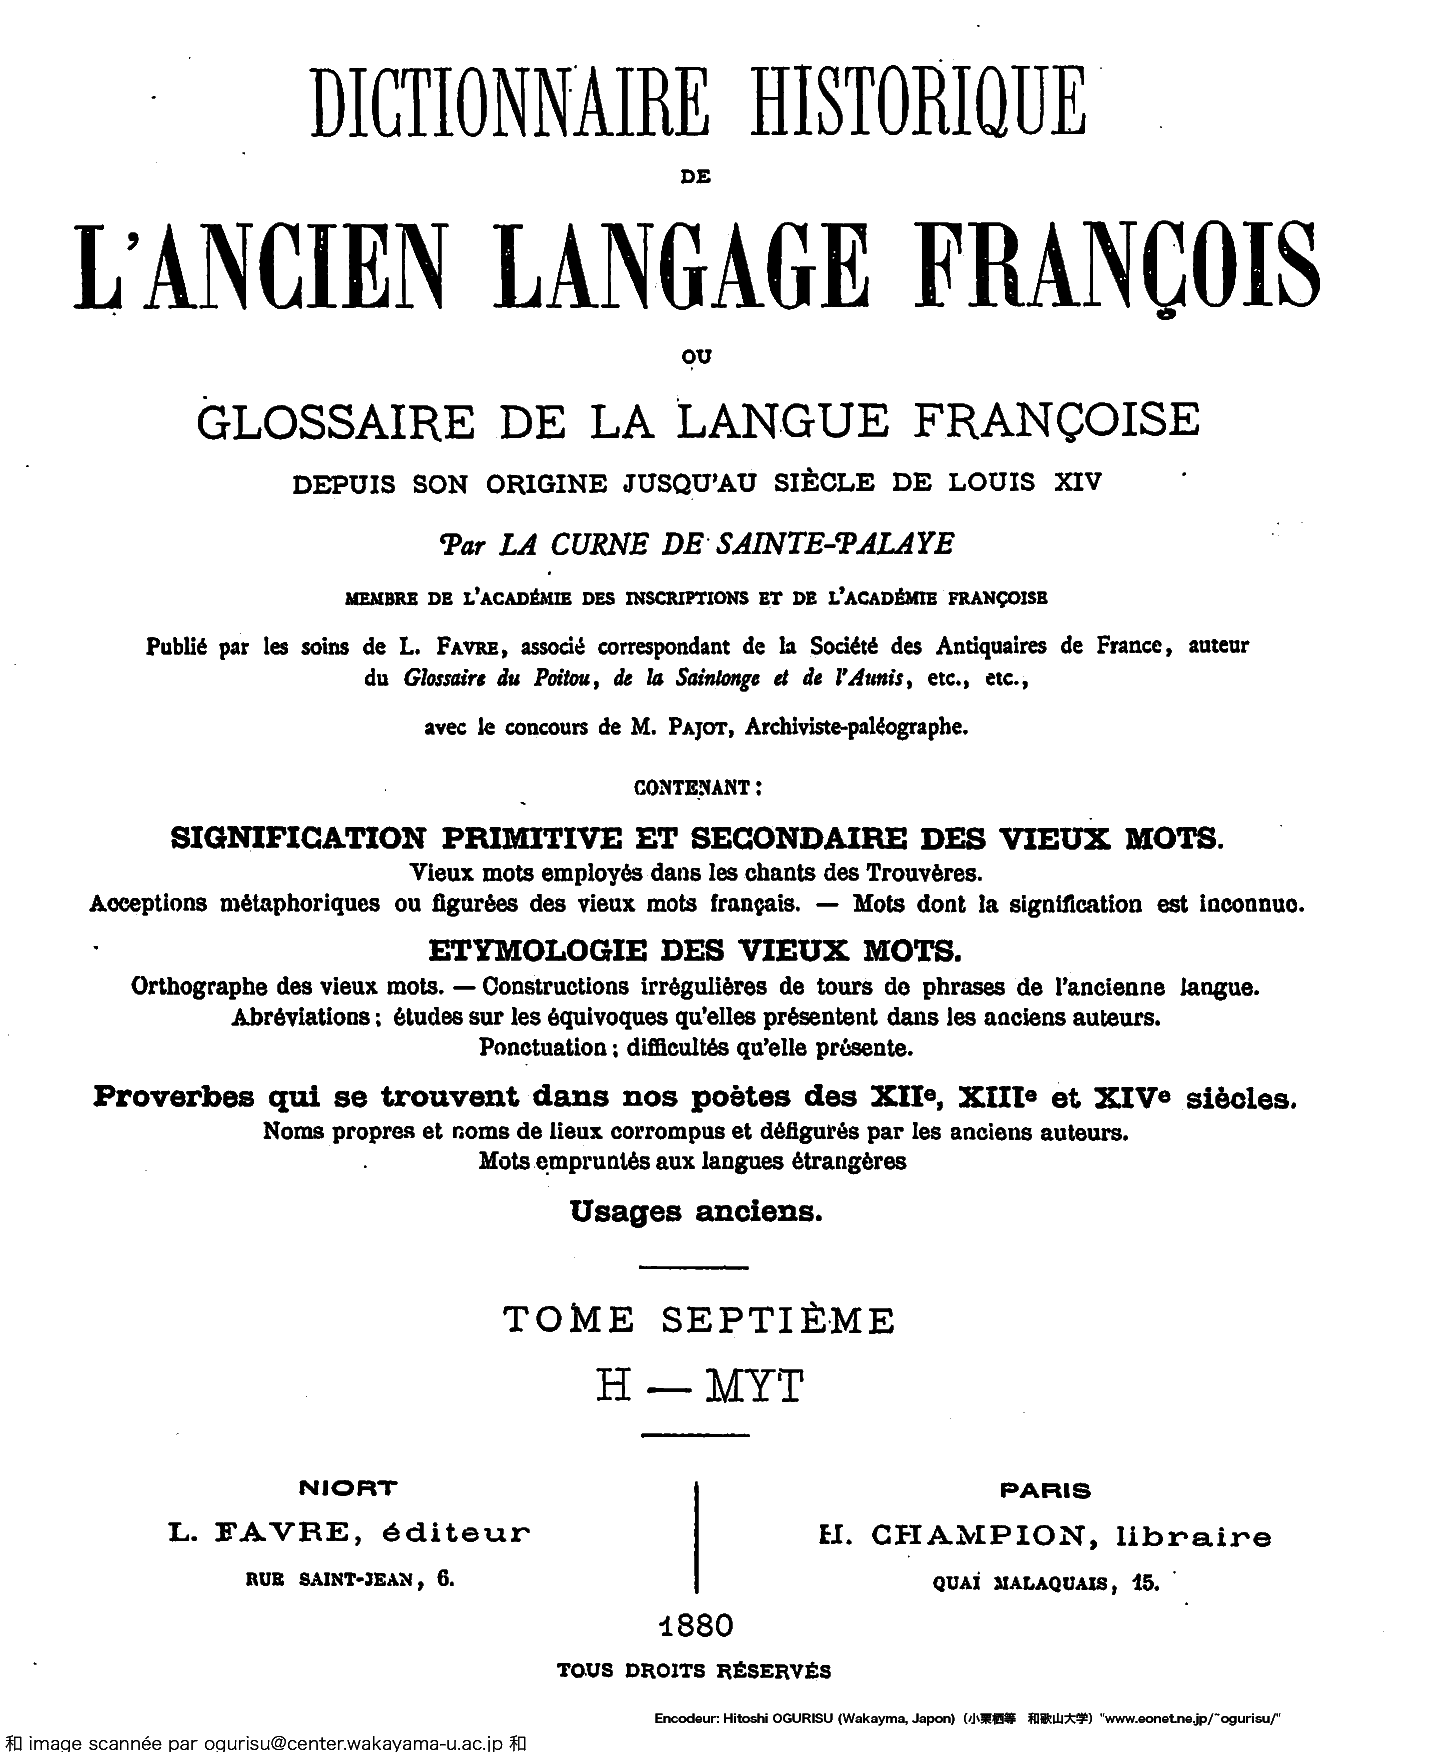 DICTIONNAIRE HISTORIQUE
DE
L'ANCIEN LANGAGE FRANÇOIS
OU
GLOSSAIRE DE LA LANGUE FRANÇOISE
DEPUIS SON ORIGINE JUSQU'AU SIÈCLE DE LOUIS XIV
Par LA CURNE DE SAINTE-PALAYE
MEMBRE DE L'ACADÉMIE DES INSCRIPTIONS ET DE L'ACADÉMIE FRANÇOISE
Publié par les soins de L. FAVRE, associé correspondant de la Société des Antiquaires de France, auteur
du Glossaire du Poitou, de la Saintonge et de l'Aunis, etc., etc.,
avec le concours de M. PAJOT, Archiviste-paléographe.
CONTENANT :
SIGNIFICATION PRIMITIVE ET SECONDAIRE DES VIEUX MOTS.
Vieux mots employés dans les chants des Trouvères.
Acceptions métaphoriques ou figurées des vieux mots français. — Mots dont la signification est inconnue.
ETYMOLOGIE DES VIEUX MOTS.
Orthographe des vieux mots. — Constructions irrégulières de tours de phrases de l'ancienne langue.
Abréviations ; études sur les équivoques qu'elles présentent dans les anciens auteurs.
Ponctuation ; difficultés qu'elle présente.
Proverbes qui se trouvent dans nos poètes des XIIe, XIIIe et XIVe siècles.
Noms propres et noms de lieux corrompus et défigurés par les anciens auteurs.
Mots empruntés aux langues étrangères
Usages anciens.
TOME SEPTIÈME
H — MYT
NIORT
L. FAVRE, éditeur
RUE SAINT-JEAN, 6.
PARIS
H. CHAMPION, libraire
QUAI MALAQUAIS, 15.
1880
TOUS DROITS RÉSERVÉS
Encodeur: Hitoshi OGURISU (Wakayma, Japon) (小栗栖等 和歌山大学) "www.eonet.ne.jp/~ogurisu/"
和 image scannée par ogurisu@center.wakayama-u.ac.jp 和